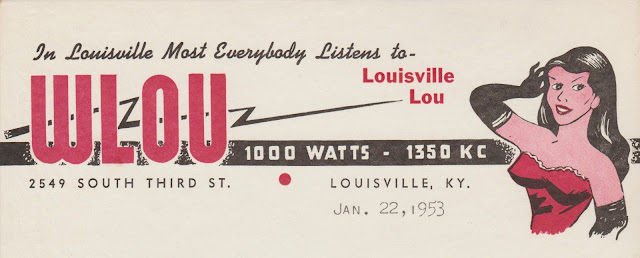 In Louisville Most Everybody Listens to-
Louisville
Lou
WLOU
1000 WATTS - 1350 KC
2549 SOUTH THIRD ST. • LOUISVILLE, KY.
JAN. 22, 1953